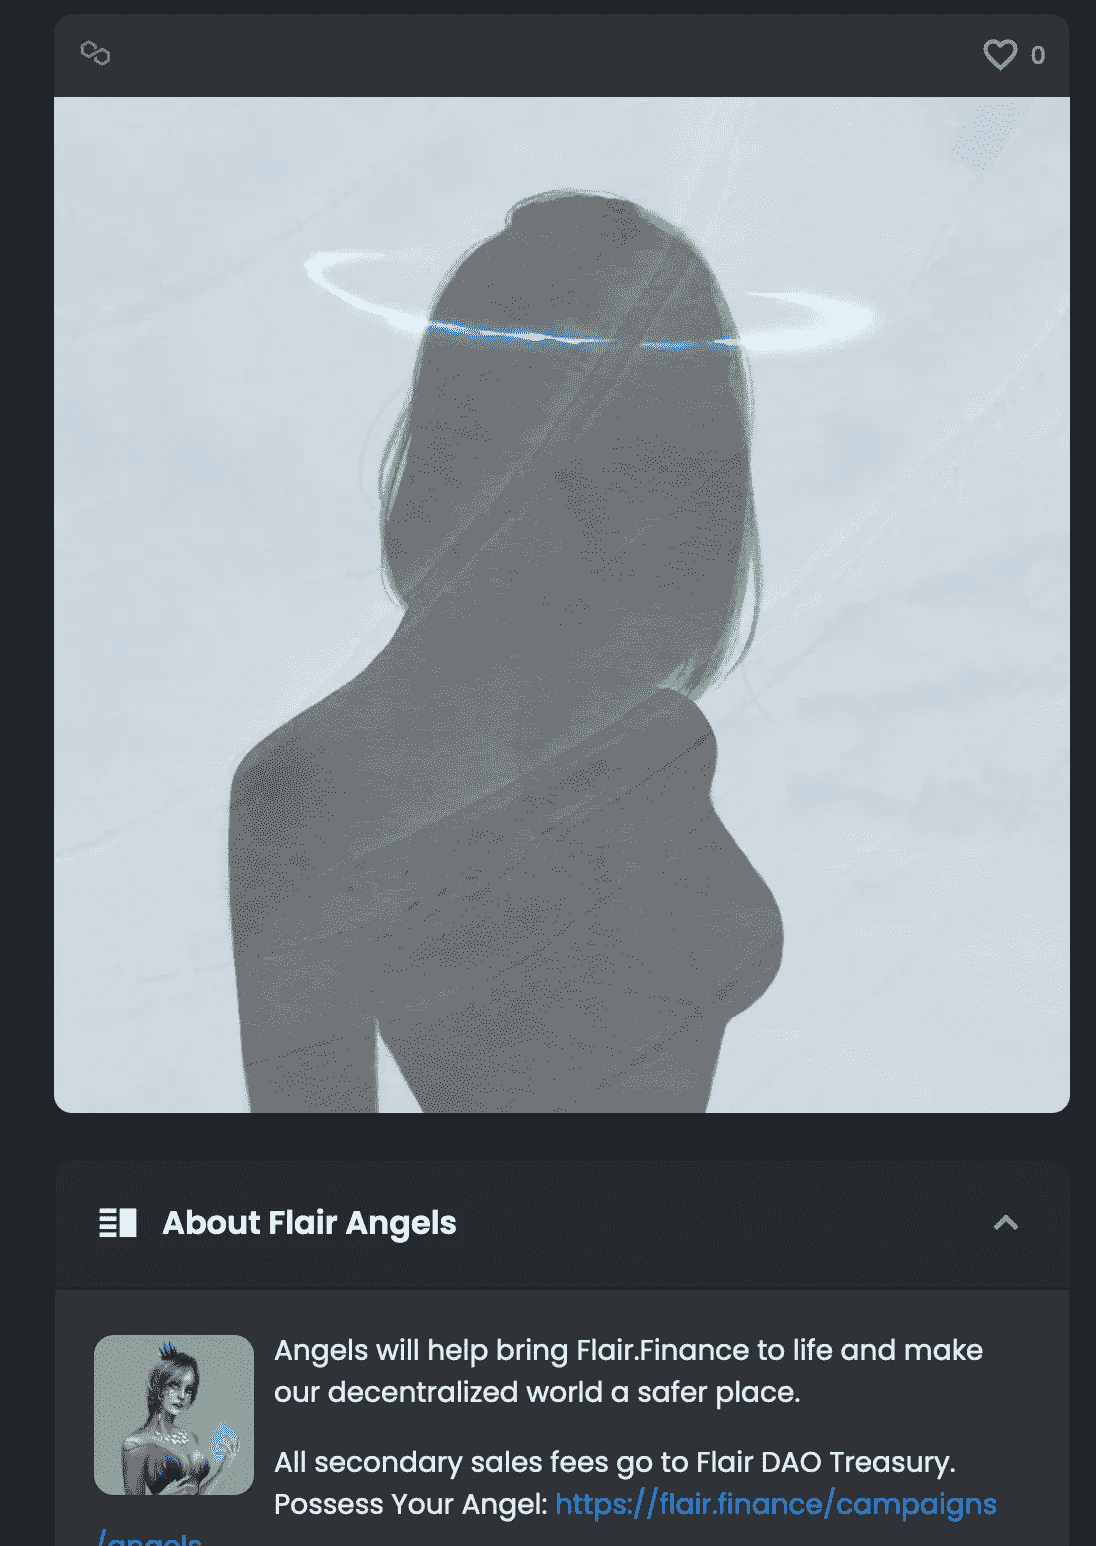 0
About Flair Angels
Angels will help bring Flair.Finance to life and make
our decentralized world a safer place.
All secondary sales fees go to Flair DAO Treasury.
Possess Your Angel: https://flair.finance/campaigns
/angels